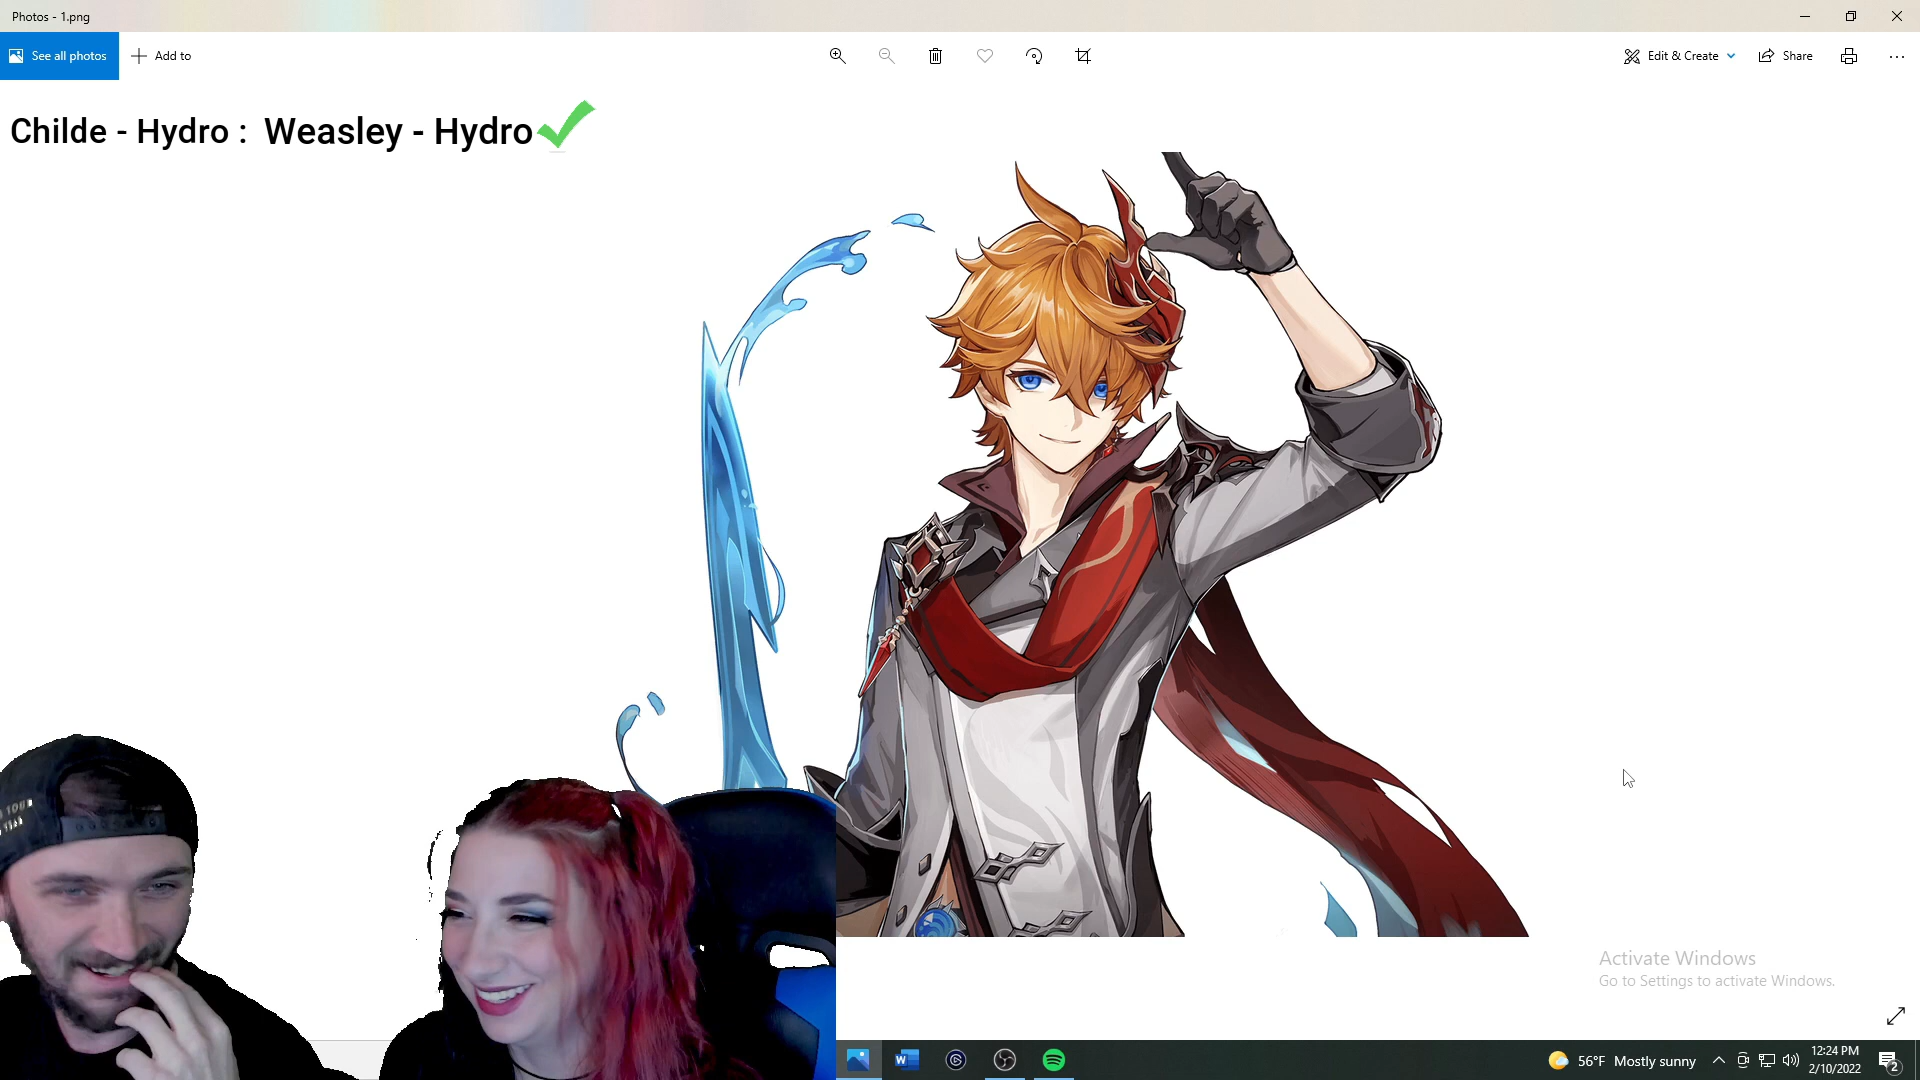 Photos - 1.png
See all photos
Add to
Edit & Create
Share
Childe - Hydro : Weasley - Hydro
Activate Windows
Go to Settings to activate Windows.
56°F Mostly sunny
12:24 PM
2/10/2022
2